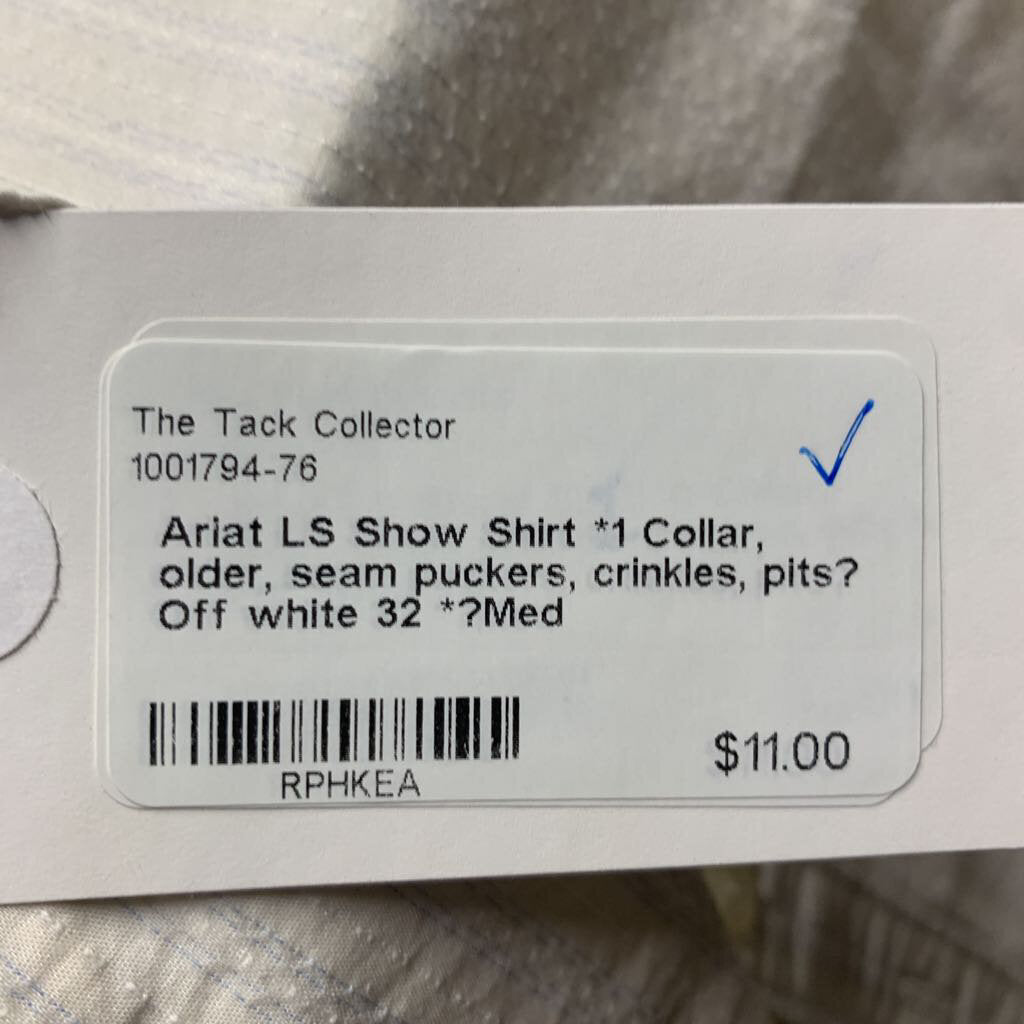 The Tack Collector
1001794-76
Ariat LS Show Shirt *1 Collar,
older, seam puckers, crinkles, pits?
Off white 32 *?Med
RPHKEA
$11.00